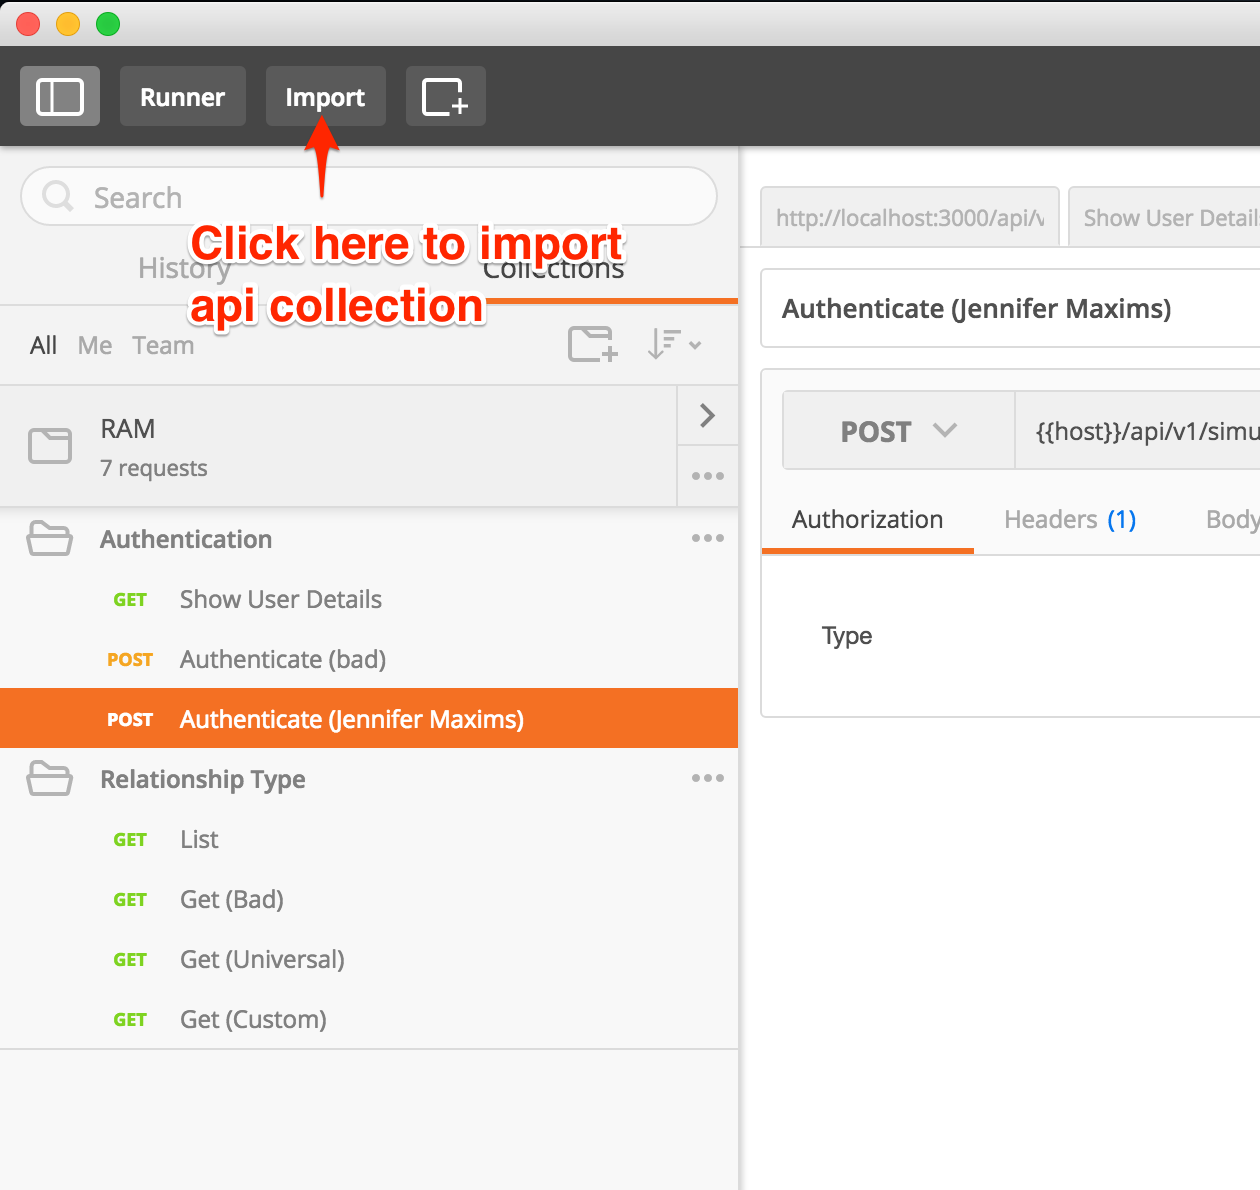 Runner Import
Search
Click here to import
api collection
History Collections
All Me Team
RAM
7 requests
Authentication
GET Show User Details
POST Authenticate (bad)
POST Authenticate (Jennifer Maxims)
Relationship Type
GET List
GET Get (Bad)
GET Get (Universal)
GET Get (Custom)
http://localhost:3000/api/v Show User Detail
Authenticate (Jennifer Maxims)
POST {{host}}/api/v1/simu
Authorization Headers (1) Body
Type